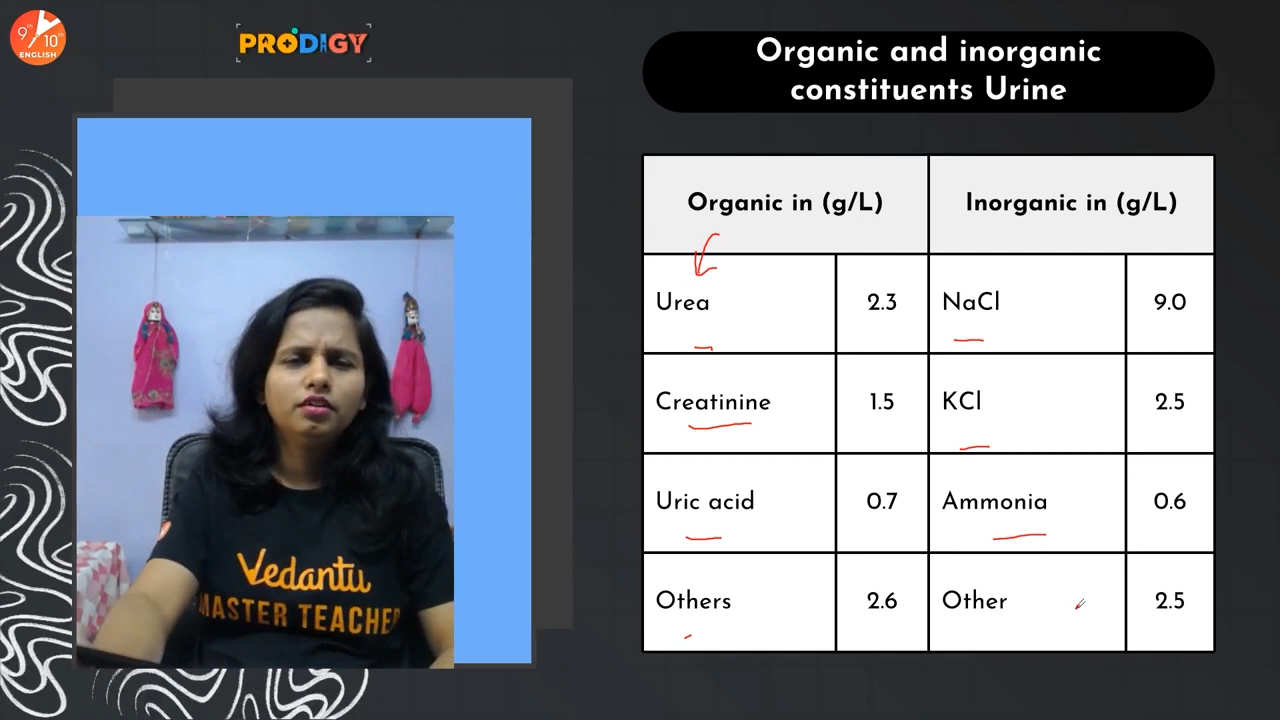 9th
10th
ENGLISH
PRODIGY
Organic and inorganic
constituents Urine
Organic in (g/L) Inorganic in (g/L)
Urea 2.3 NaCl 9.0
Creatinine 1.5 KCl 2.5
Uric acid 0.7 Ammonia 0.6
Others 2.6 Other 2.5
Vedantu
MASTER TEACHER